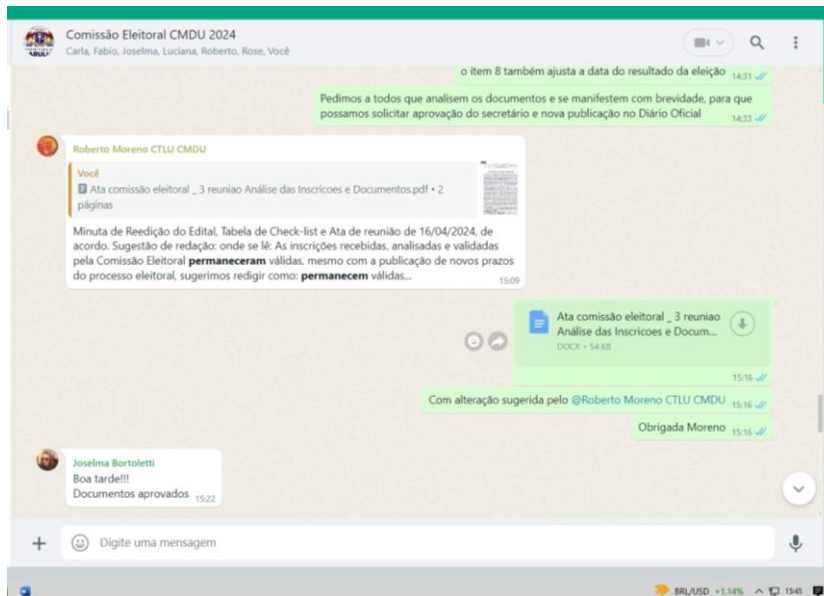 Comissão Eleitoral CMDU 2024
Carla, Fabio, Joselma, Luciana, Roberto, Rose, Você
o item 8 também ajusta a data do resultado da eleição 14:31
Pedimos a todos que analisem os documentos e se manifestem com brevidade, para que
possamos solicitar aprovação do secretário e nova publicação no Diário Oficial 14:33
Roberto Moreno CTLU CMDU
Você
Ata comissão eleitoral _ 3 reuniao Análise das Inscricoes e Documentos.pdf • 2
páginas
Minuta de Reedição do Edital, Tabela de Check-list e Ata de reunião de 16/04/2024, de
acordo. Sugestão de redação: onde se lê: As inscrições recebidas, analisadas e validadas
pela Comissão Eleitoral permaneceram válidas, mesmo com a publicação de novos prazos
do processo eleitoral, sugerimos redigir como: permanecem válidas... 15:09
Ata comissão eleitoral _ 3 reuniao
Análise das Inscricoes e Docum...
DOCX • 54 KB
15:16
Com alteração sugerida pelo @Roberto Moreno CTLU CMDU 15:16
Obrigada Moreno 15:16
Joselma Bortoletti
Boa tarde!!!
Documentos aprovados 15:22
Digite uma mensagem
BRL/USD +1,14% 15:45